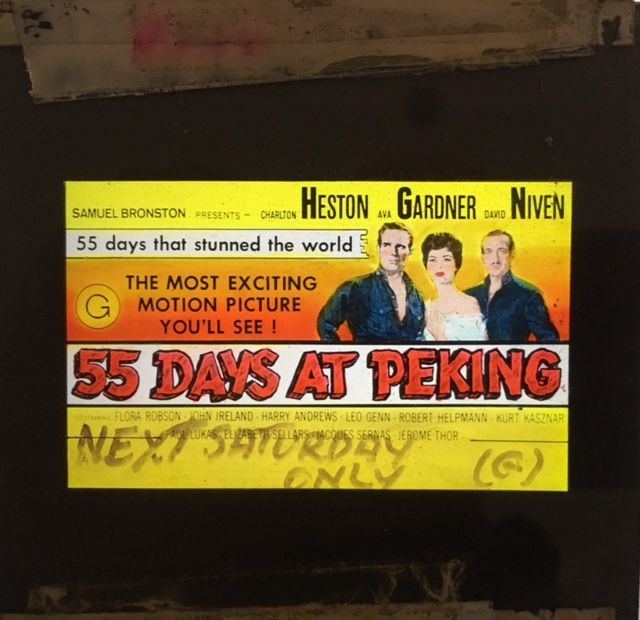 SAMUEL BRONSTON PRESENTS - CHARLTON HESTON AVA GARDNER DAVID NIVEN
55 days that stunned the world
G
THE MOST EXCITING
MOTION PICTURE
YOU'LL SEE !
55 DAYS AT PEKING
CO-STARRING FLORA ROBSON · JOHN IRELAND · HARRY ANDREWS · LEO GENN · ROBERT HELPMANN · KURT KASZNAR
PAUL LUKAS · ELIZABETH SELLARS · JACQUES SERNAS · JEROME THOR
NEXT SATURDAY
ONLY (G)